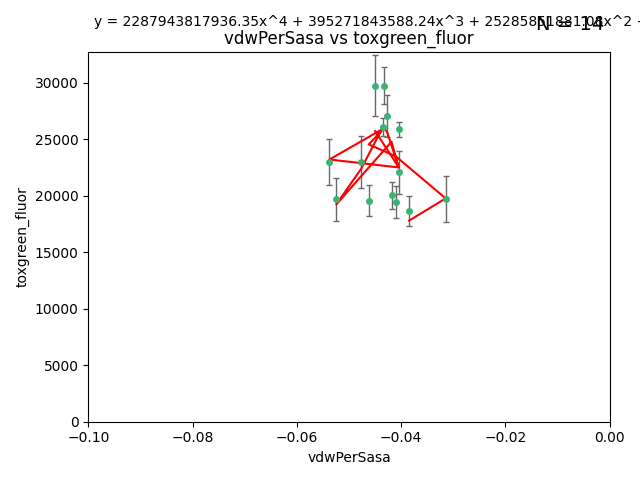 y = 2287943817936.35x^4 + 395271843588.24x^3 +
N = 14
vdwPerSasa vs toxgreen_fluor
30000
25000
20000
15000
10000
5000
0
toxgreen_fluor
−0.10 −0.08 −0.06 −0.04 −0.02 0.00
vdwPerSasa